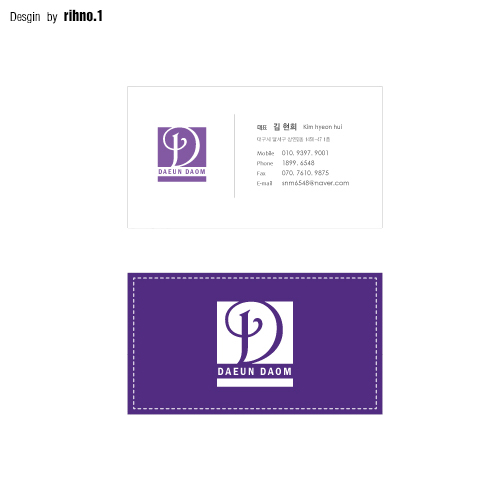 Desgin by rihno.1
DAEUN DAOM
대표 김 현희 Kim hyeon hui
대구시 달서구
Mobile 010. 9397. 9001
Phone 1899. 6548
Fax 070. 7610. 9875
E-mail snm6548@naver.com
DAEUN DAOM